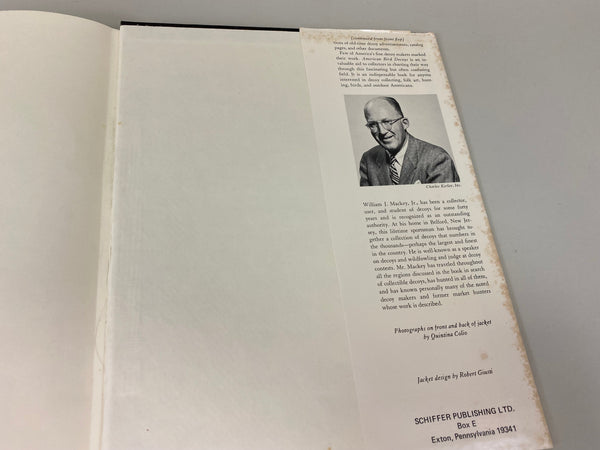 (continued from front flap)
tions of old-time decoy advertisements, catalog
pages, and other documents.
Few of America's fine decoy makers marked
their work. American Bird Decoys is an in-
valuable aid to collectors in charting their way
through this fascinating but often confusing
field. It is an indispensable book for anyone
interested in decoy collecting, folk art, hunt-
ing, birds, and outdoor Americana.
Charles Kerlee, Inc.
William J. Mackey, Jr., has been a collector,
user, and student of decoys for some forty
years and is recognized as an outstanding
authority. At his home in Belford, New Jer-
sey, this lifetime sportsman has brought to-
gether a collection of decoys that numbers in
the thousands—perhaps the largest and finest
in the country. He is well-known as a speaker
on decoys and wildfowling and judge at decoy
contests. Mr. Mackey has traveled throughout
all the regions discussed in the book in search
of collectible decoys, has hunted in all of them,
and has known personally many of the noted
decoy makers and former market hunters
whose work is described.
Photographs on front and back of jacket
by Quintina Colio
Jacket design by Robert Giusti
SCHIFFER PUBLISHING LTD.
Box E
Exton, Pennsylvania 19341